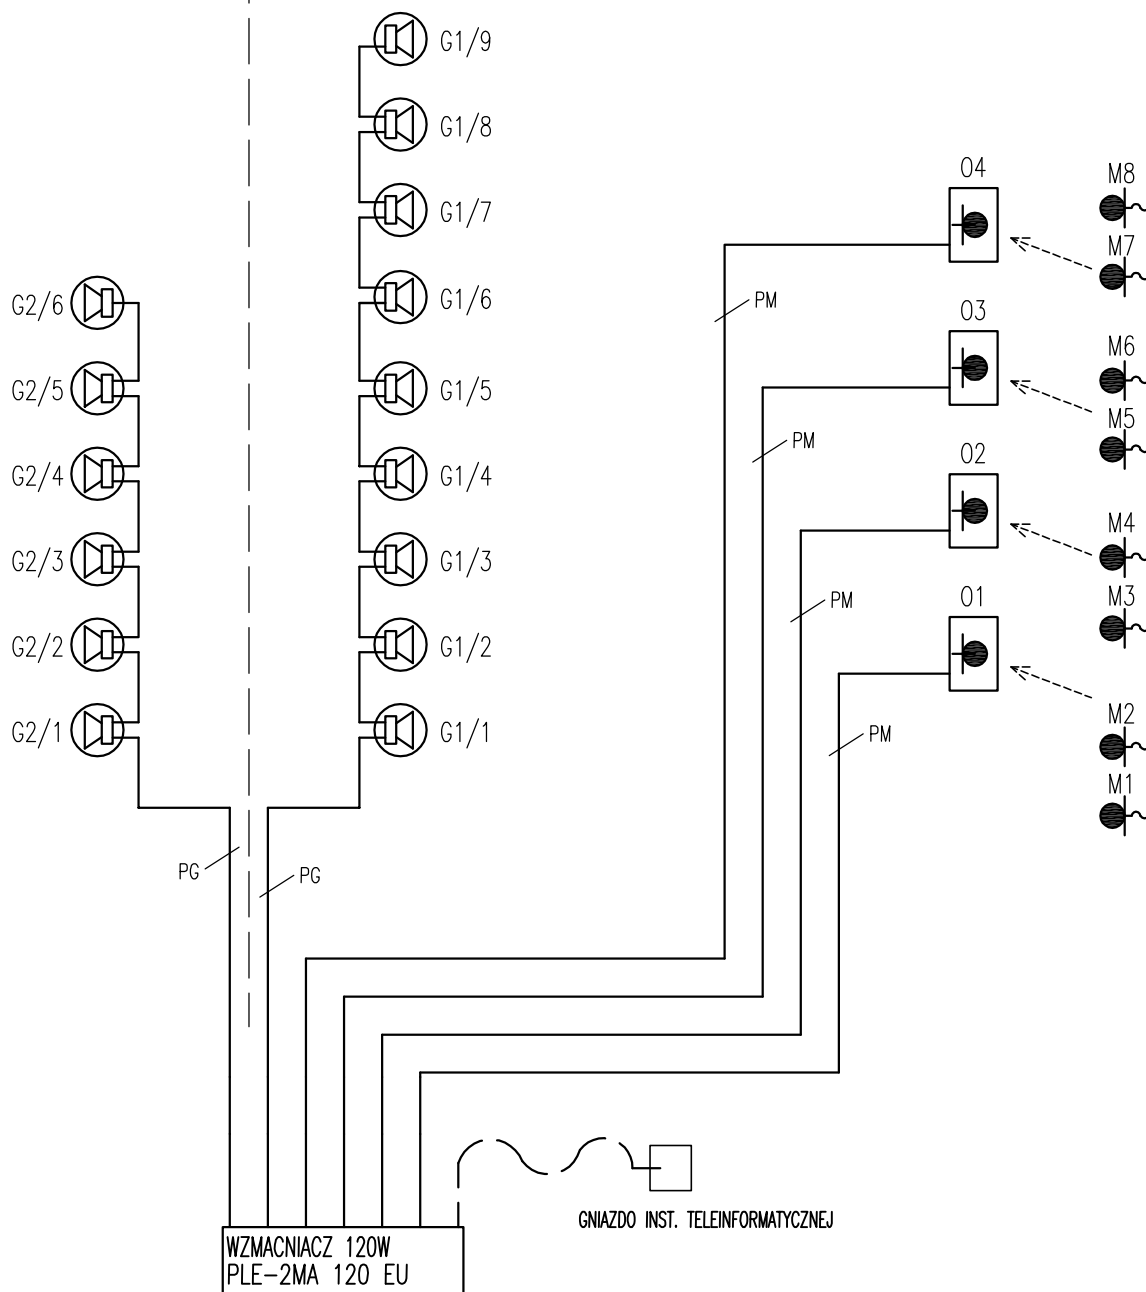 G1/9
G1/8
O4
M8
G1/7
M7
G2/6
G1/6
PM
O3
M6
G2/5
G1/5
M5
PM
O2
G2/4
G1/4
M4
G2/3
G1/3
PM
O1
M3
G2/2
G1/2
M2
G2/1
G1/1
PM
M1
PG
PG
GNIAZDO INST. TELEINFORMATYCZNEJ
WZMACNIACZ 120W
PLE-2MA 120 EU